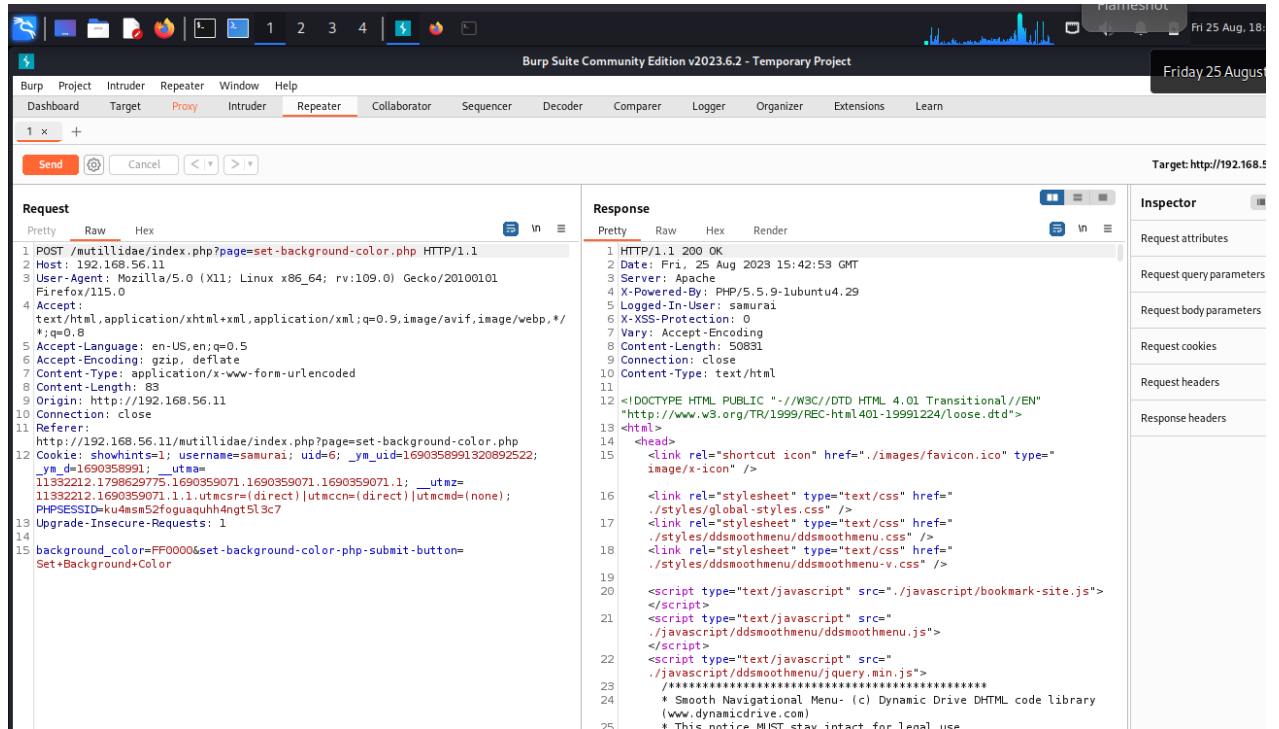 Flameshot
1 2 3 4
Fri 25 Aug, 18:
Burp Suite Community Edition v2023.6.2 - Temporary Project
Friday 25 August
Burp Project Intruder Repeater Window Help
Dashboard Target Proxy Intruder Repeater Collaborator Sequencer Decoder Comparer Logger Organizer Extensions Learn
1 × +
Send Cancel < > Target: http://192.168.5
Request
Pretty Raw Hex \n
1 POST /mutillidae/index.php?page=set-background-color.php HTTP/1.1
2 Host: 192.168.56.11
3 User-Agent: Mozilla/5.0 (X11; Linux x86_64; rv:109.0) Gecko/20100101
Firefox/115.0
4 Accept:
text/html,application/xhtml+xml,application/xml;q=0.9,image/avif,image/webp,*/
*;q=0.8
5 Accept-Language: en-US,en;q=0.5
6 Accept-Encoding: gzip, deflate
7 Content-Type: application/x-www-form-urlencoded
8 Content-Length: 83
9 Origin: http://192.168.56.11
10 Connection: close
11 Referer:
http://192.168.56.11/mutillidae/index.php?page=set-background-color.php
12 Cookie: showhints=1; username=samurai; uid=6; _ym_uid=1690358991320892522;
_ym_d=1690358991; __utma=
11332212.1798629775.1690359071.1690359071.1690359071.1; __utmz=
11332212.1690359071.1.1.utmcsr=(direct)|utmccn=(direct)|utmcmd=(none);
PHPSESSID=ku4msm52foguaquhh4ngt5l3c7
13 Upgrade-Insecure-Requests: 1
14
15 background_color=FF0000&set-background-color-php-submit-button=
Set+Background+Color
Response
Pretty Raw Hex Render \n
1 HTTP/1.1 200 OK
2 Date: Fri, 25 Aug 2023 15:42:53 GMT
3 Server: Apache
4 X-Powered-By: PHP/5.5.9-1ubuntu4.29
5 Logged-In-User: samurai
6 X-XSS-Protection: 0
7 Vary: Accept-Encoding
8 Content-Length: 50831
9 Connection: close
10 Content-Type: text/html
11
12 <!DOCTYPE HTML PUBLIC "-//W3C//DTD HTML 4.01 Transitional//EN"
"http://www.w3.org/TR/1999/REC-html401-19991224/loose.dtd">
13 <html>
14 <head>
15 <link rel="shortcut icon" href="./images/favicon.ico" type="
image/x-icon" />
16 <link rel="stylesheet" type="text/css" href="
./styles/global-styles.css" />
17 <link rel="stylesheet" type="text/css" href="
./styles/ddsmoothmenu/ddsmoothmenu.css" />
18 <link rel="stylesheet" type="text/css" href="
./styles/ddsmoothmenu/ddsmoothmenu-v.css" />
19
20 <script type="text/javascript" src="./javascript/bookmark-site.js">
</script>
21 <script type="text/javascript" src="
./javascript/ddsmoothmenu/ddsmoothmenu.js">
</script>
22 <script type="text/javascript" src="
./javascript/ddsmoothmenu/jquery.min.js">
23 /***********************************************
24 * Smooth Navigational Menu- (c) Dynamic Drive DHTML code library
(www.dynamicdrive.com)
25 * This notice MUST stay intact for legal use
Inspector
Request attributes
Request query parameters
Request body parameters
Request cookies
Request headers
Response headers